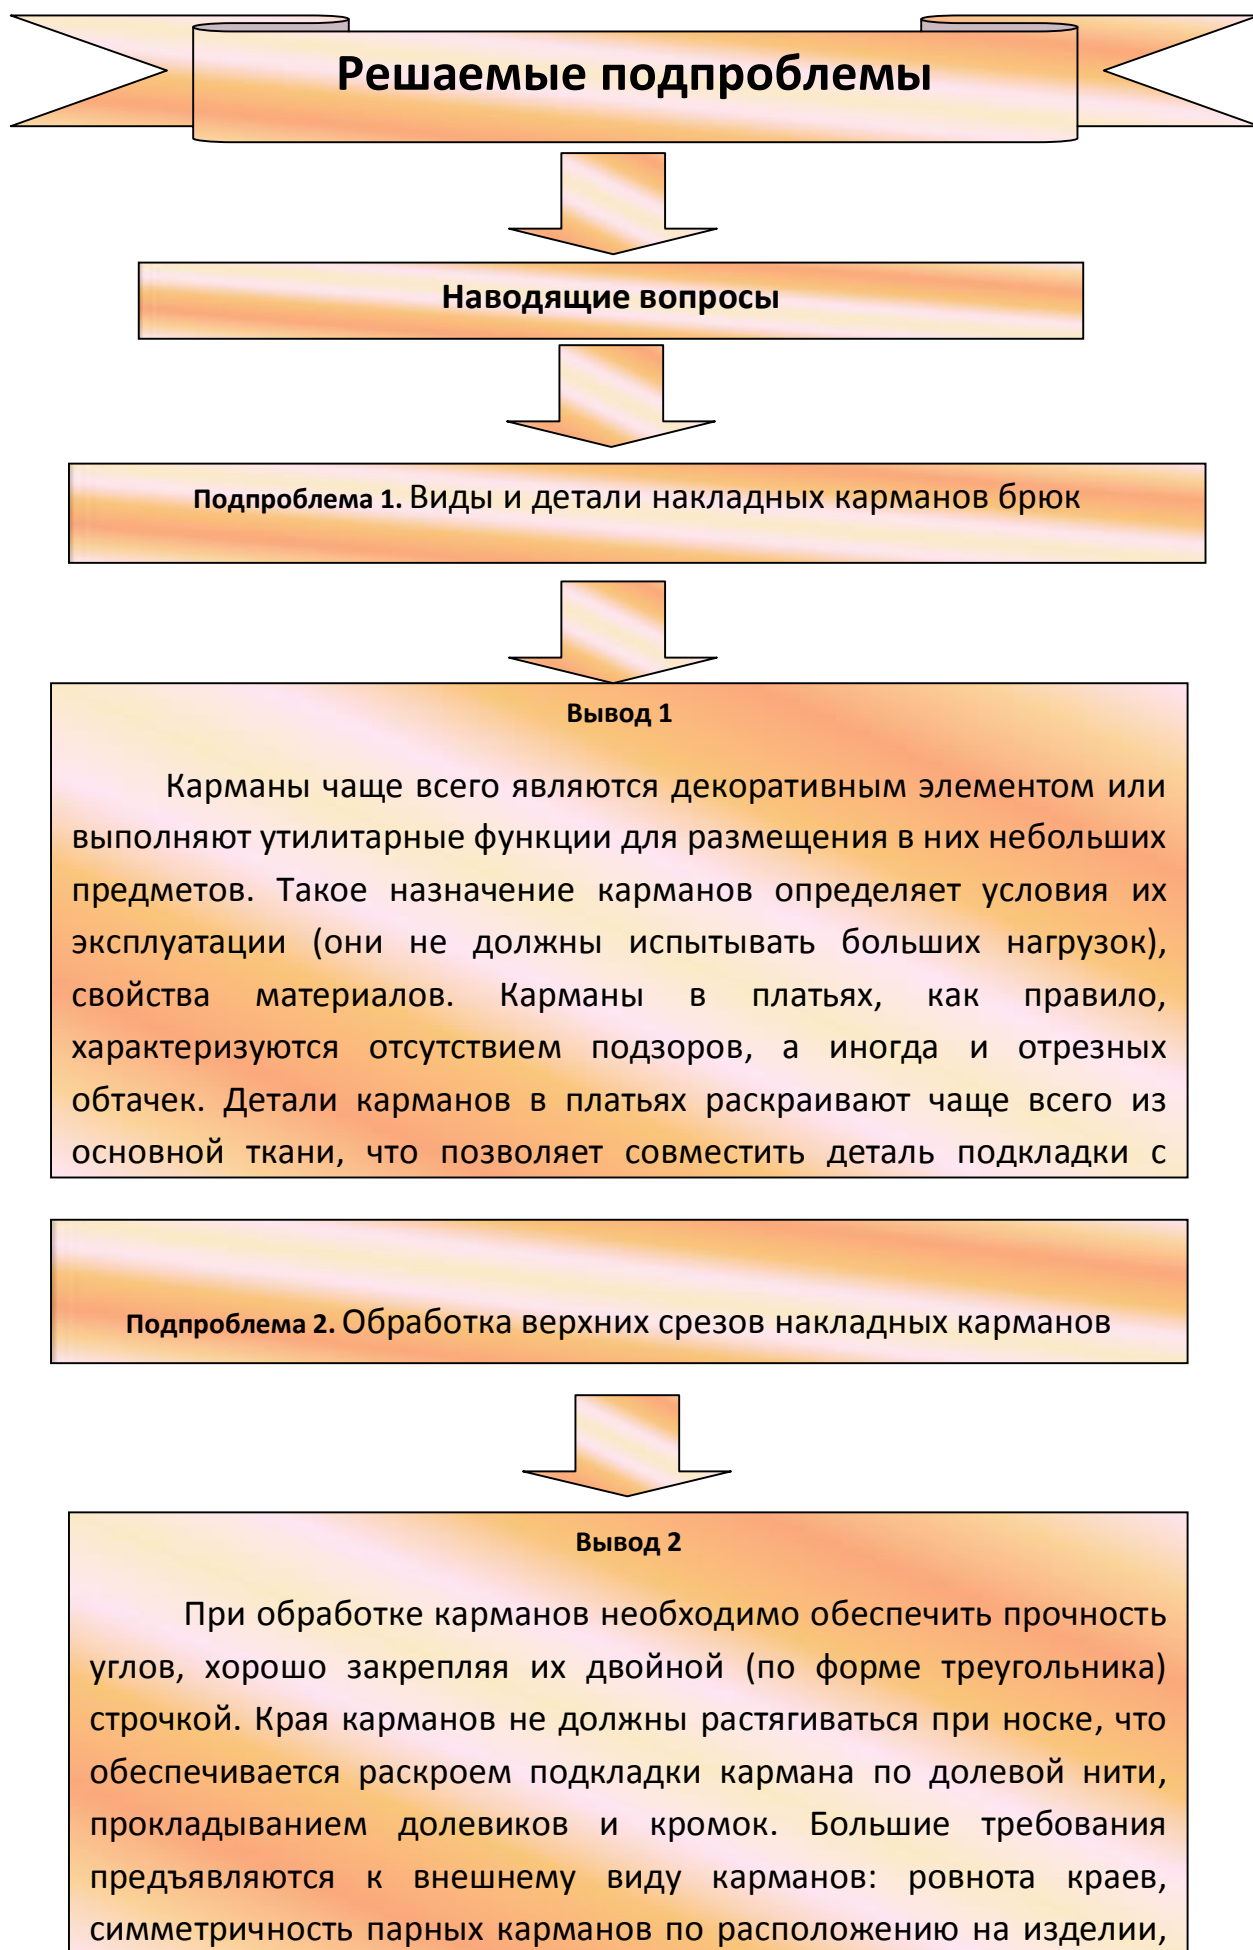 Решаемые подпроблемы
Наводящие вопросы
Подпроблема 1. Виды и детали накладных карманов брюк
Вывод 1
Карманы чаще всего являются декоративным элементом или
выполняют утилитарные функции для размещения в них небольших
предметов. Такое назначение карманов определяет условия их
эксплуатации (они не должны испытывать больших нагрузок),
свойства материалов. Карманы в платьях, как правило,
характеризуются отсутствием подзоров, а иногда и отрезных
обтачек. Детали карманов в платьях раскраивают чаще всего из
основной ткани, что позволяет совместить деталь подкладки с
Подпроблема 2. Обработка верхних срезов накладных карманов
Вывод 2
При обработке карманов необходимо обеспечить прочность
углов, хорошо закрепляя их двойной (по форме треугольника)
строчкой. Края карманов не должны растягиваться при носке, что
обеспечивается раскроем подкладки кармана по долевой нити,
прокладыванием долевиков и кромок. Большие требования
предъявляются к внешнему виду карманов: ровнота краев,
симметричность парных карманов по расположению на изделии,